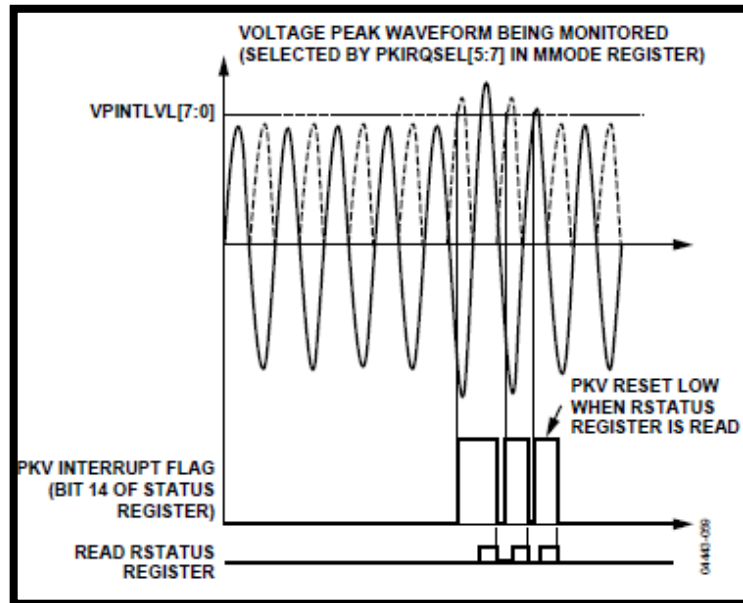 VOLTAGE PEAK WAVEFORM BEING MONITORED
(SELECTED BY PKIRQSEL[5:7] IN MMODE REGISTER)
VPINTLVL[7:0]
PKV RESET LOW
WHEN RSTATUS
REGISTER IS READ
PKV INTERRUPT FLAG
(BIT 14 OF STATUS
REGISTER)
READ RSTATUS
REGISTER
04443-059